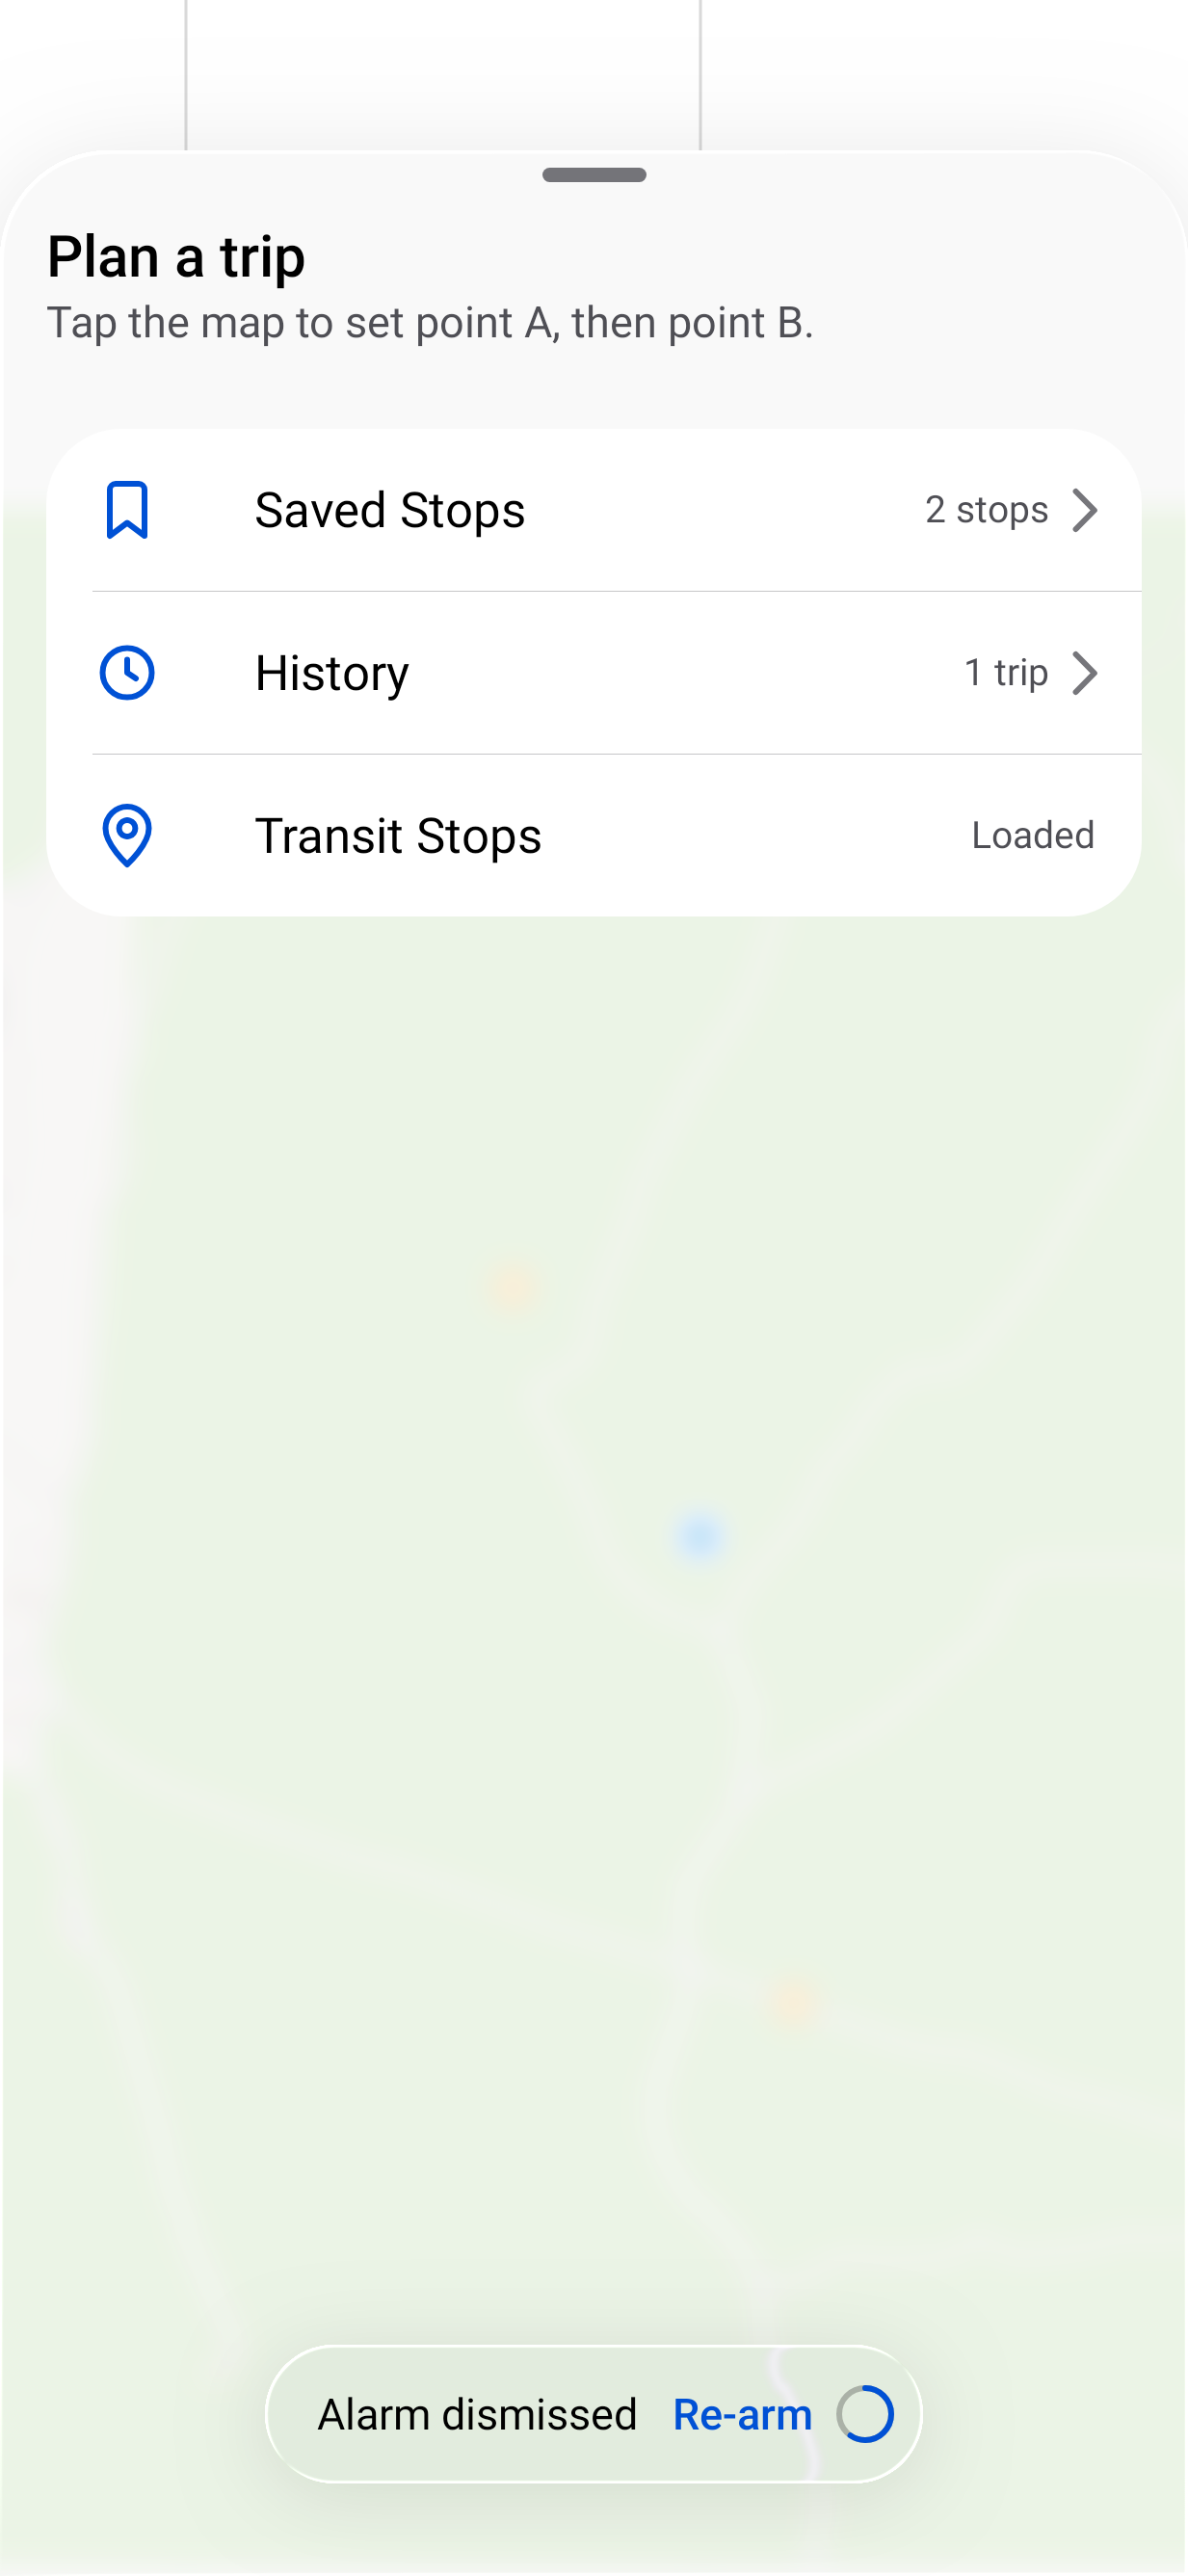 Plan a trip
Tap the map to set point A, then point B.
Saved Stops 2 stops
History 1 trip
Transit Stops Loaded
Alarm dismissed Re-arm